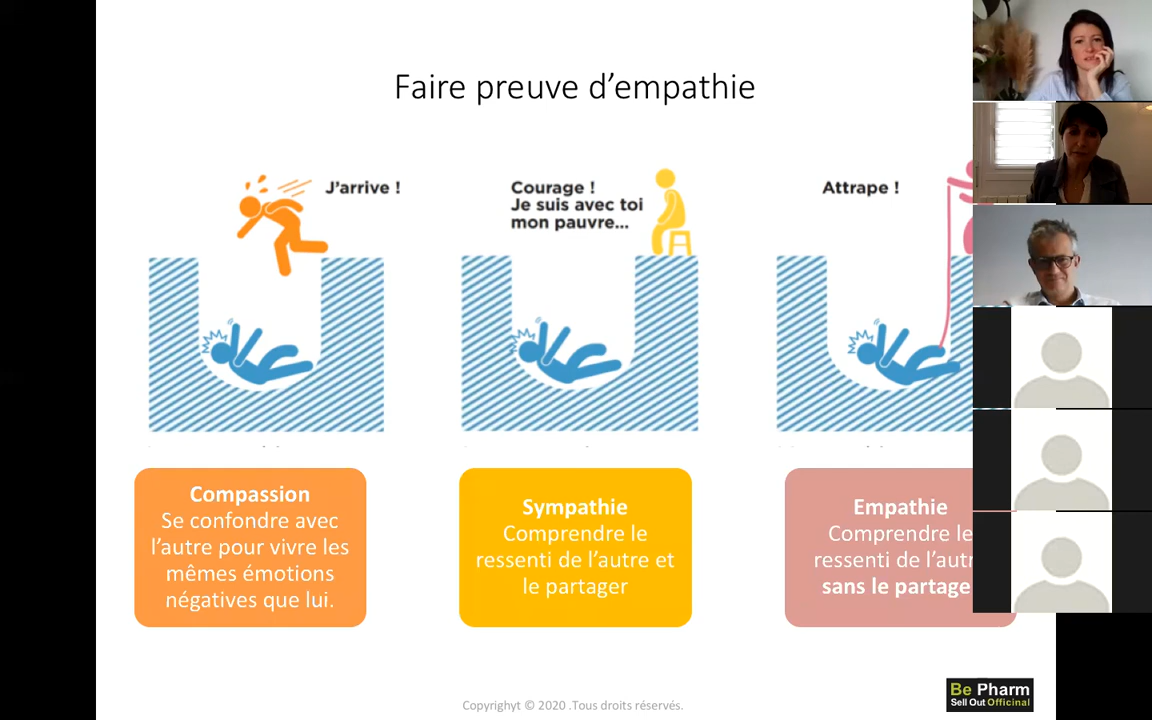 Faire preuve d’empathie
J’arrive !
Courage !
Je suis avec toi
mon pauvre...
Attrape !
Compassion
Se confondre avec
l’autre pour vivre les
mêmes émotions
négatives que lui.
Sympathie
Comprendre le
ressenti de l’autre et
le partager
Empathie
Comprendre le
ressenti de l’autr
sans le partage
Copyrighyt © 2020 .Tous droits réservés.
Be Pharm
Sell Out Officinal